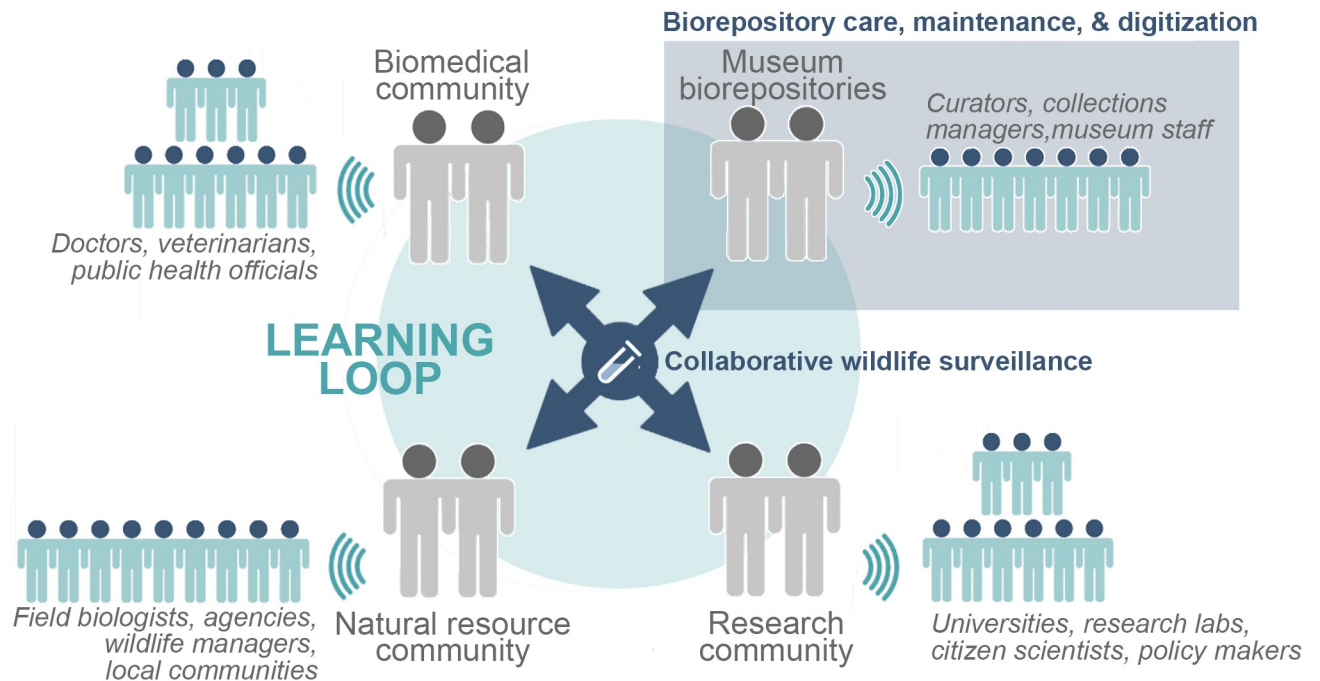 Biorepository care, maintenance, & digitization
Biomedical
community
Museum
biorepositories
Curators, collections
managers,museum staff
Doctors, veterinarians,
public health officials
LEARNING
LOOP
Collaborative wildlife surveillance
Field biologists, agencies,
wildlife managers,
local communities
Natural resource
community
Research
community
Universities, research labs,
citizen scientists, policy makers